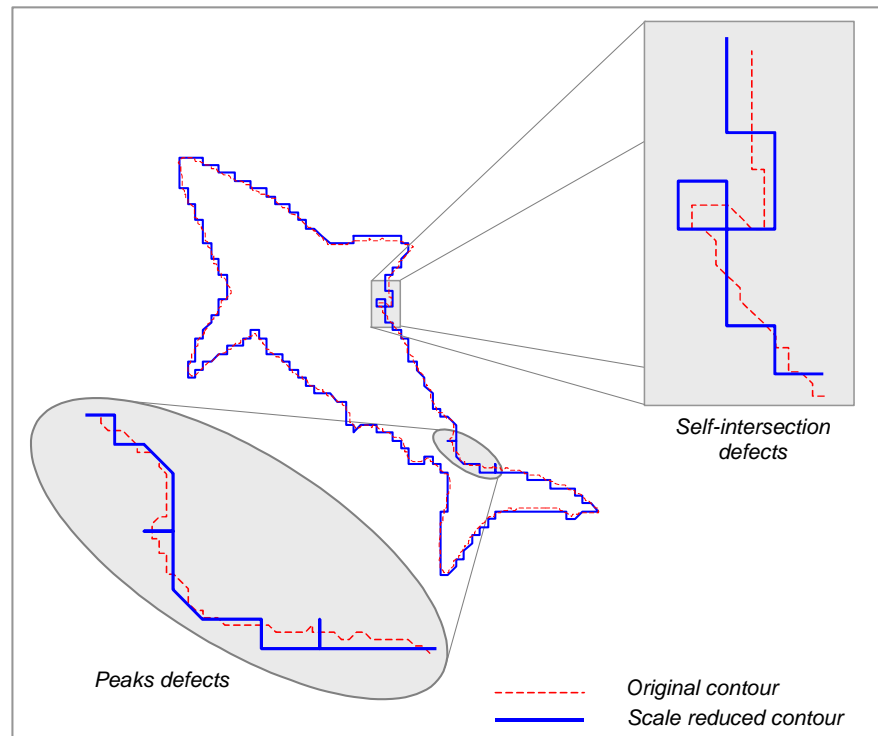 Self-intersection
defects
Peaks defects
Original contour
Scale reduced contour